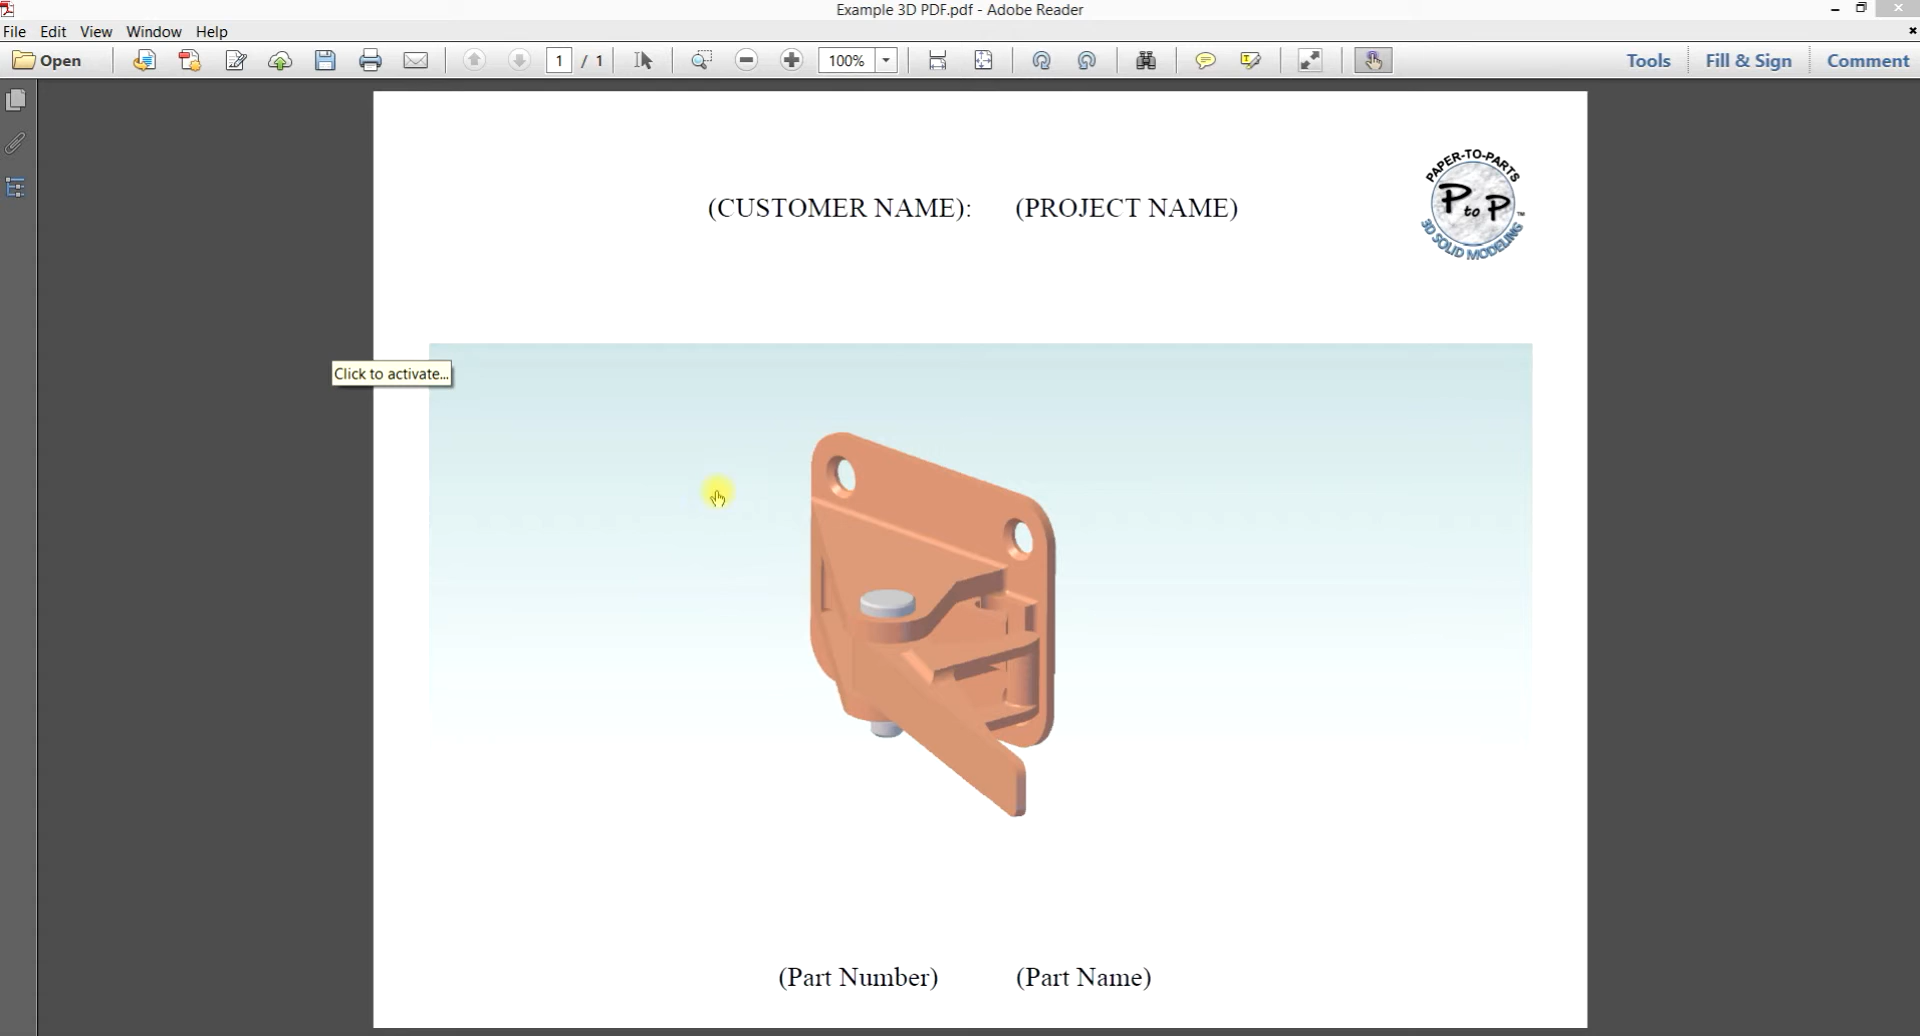 Example 3D PDF.pdf - Adobe Reader
File Edit View Window Help
Open 1 / 1 100% Tools Fill & Sign Comment
PAPER-TO-PARTS
P to P ™
3D SOLID MODELING
(CUSTOMER NAME): (PROJECT NAME)
Click to activate...
(Part Number) (Part Name)